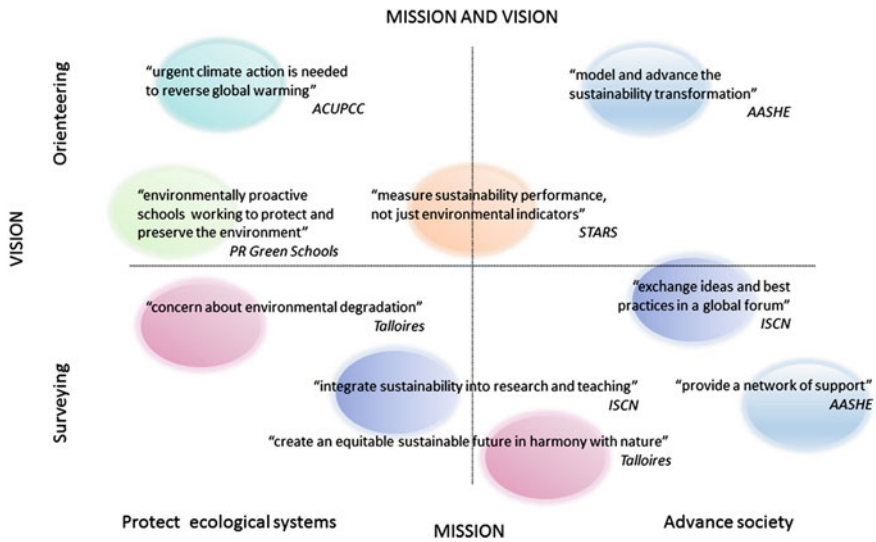 MISSION AND VISION
“urgent climate action is needed
to reverse global warming”
ACUPCC
“model and advance the
sustainability transformation”
AASHE
Orienteering
“environmentally proactive
schools working to protect and
preserve the environment”
PR Green Schools
“measure sustainability performance,
not just environmental indicators”
STARS
VISION
“concern about environmental degradation”
Talloires
“exchange ideas and best
practices in a global forum”
ISCN
Surveying
“integrate sustainability into research and teaching”
ISCN
“provide a network of support”
AASHE
“create an equitable sustainable future in harmony with nature”
Talloires
Protect ecological systems
MISSION
Advance society